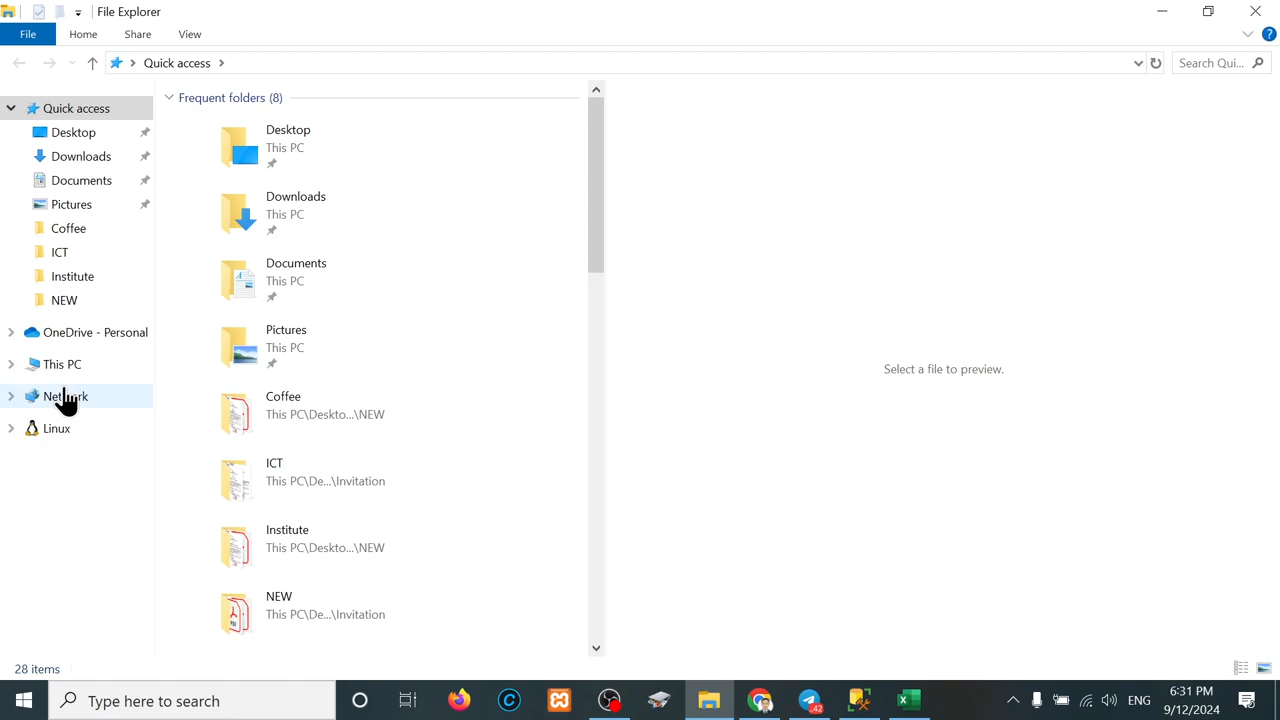 File Explorer
File
Home
Share
View
Quick access
Search Qui...
Quick access
Desktop
Downloads
Documents
Pictures
Coffee
ICT
Institute
NEW
OneDrive - Personal
This PC
Network
Linux
Frequent folders (8)
Desktop
This PC
Downloads
This PC
Documents
This PC
Pictures
This PC
Coffee
This PC\Deskto...\NEW
ICT
This PC\De...\Invitation
Institute
This PC\Deskto...\NEW
NEW
This PC\De...\Invitation
Select a file to preview.
28 items
Type here to search
42
ENG
6:31 PM
9/12/2024